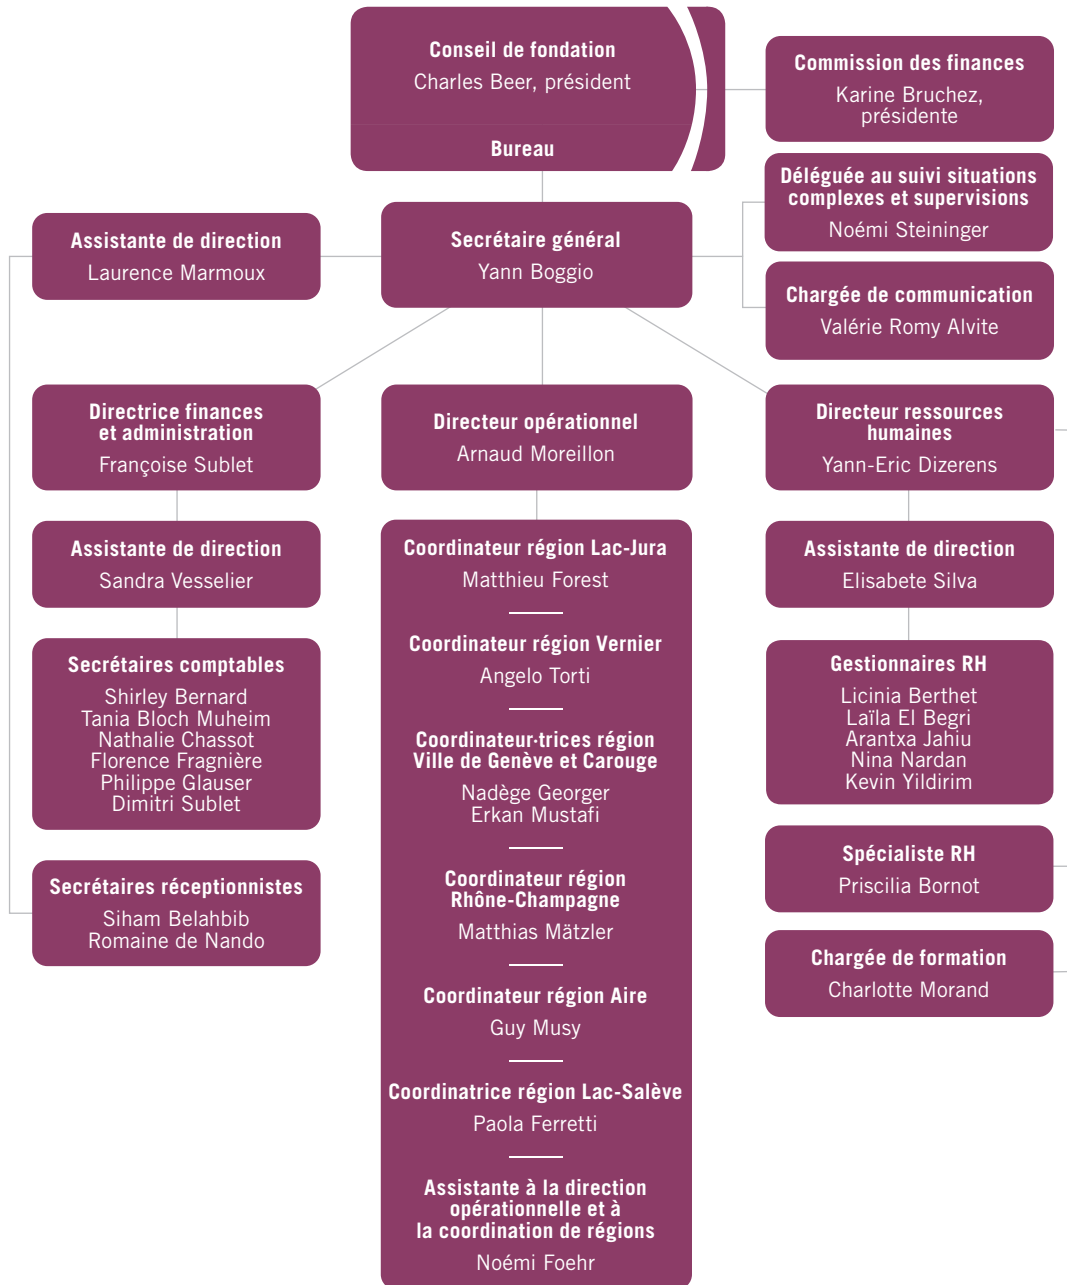 Conseil de fondation
Charles Beer, président
Bureau
Commission des finances
Karine Bruchez,
présidente
Déléguée au suivi situations
complexes et supervisions
Noémi Steininger
Assistante de direction
Laurence Marmoux
Secrétaire général
Yann Boggio
Chargée de communication
Valérie Romy Alvite
Directrice finances
et administration
Françoise Sublet
Directeur opérationnel
Arnaud Moreillon
Directeur ressources
humaines
Yann-Eric Dizerens
Assistante de direction
Sandra Vesselier
Secrétaires comptables
Shirley Bernard
Tania Bloch Muheim
Nathalie Chassot
Florence Fragnière
Philippe Glauser
Dimitri Sublet
Secrétaires réceptionnistes
Siham Belahbib
Romaine de Nando
Coordinateur région Lac-Jura
Matthieu Forest
Coordinateur région Vernier
Angelo Torti
Coordinateur·trices région
Ville de Genève et Carouge
Nadège Georger
Erkan Mustafi
Coordinateur région
Rhône-Champagne
Matthias Mätzler
Coordinateur région Aire
Guy Musy
Coordinatrice région Lac-Salève
Paola Ferretti
Assistante à la direction
opérationnelle et à
la coordination de régions
Noémi Foehr
Assistante de direction
Elisabete Silva
Gestionnaires RH
Licinia Berthet
Laïla El Begri
Arantxa Jahiu
Nina Nardan
Kevin Yildirim
Spécialiste RH
Priscilia Bornot
Chargée de formation
Charlotte Morand